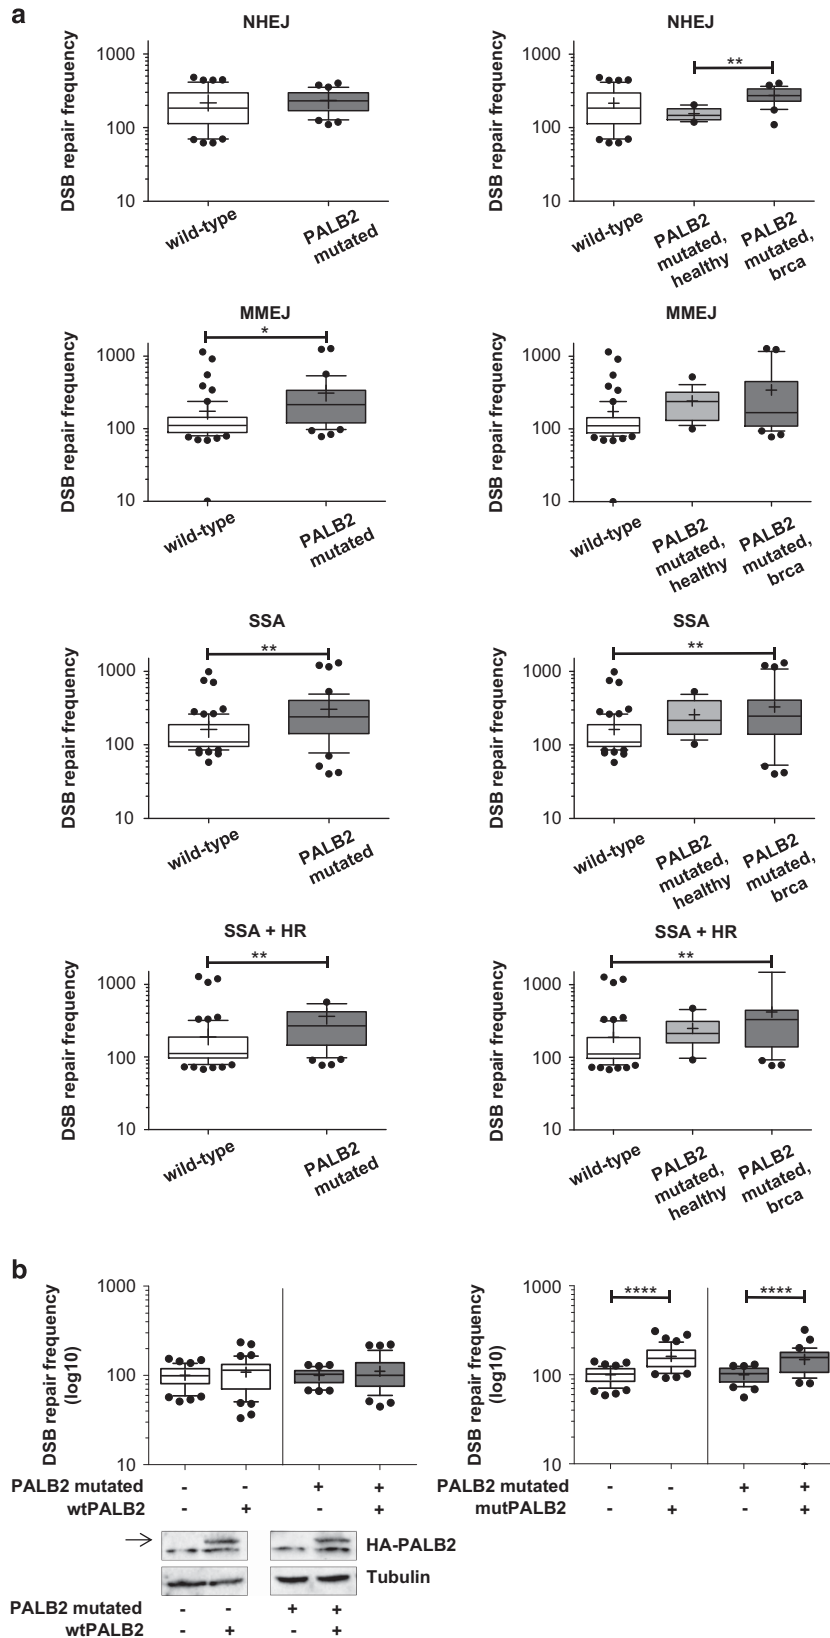 a
NHEJ
NHEJ
DSB repair frequency
1000
100
10
wild-type
PALB2
mutated
DSB repair frequency
1000
100
10
**
wild-type
PALB2
mutated,
healthy
PALB2
mutated,
brca
MMEJ
MMEJ
DSB repair frequency
1000
100
10
*
wild-type
PALB2
mutated
DSB repair frequency
1000
100
10
wild-type
PALB2
mutated,
healthy
PALB2
mutated,
brca
SSA
SSA
DSB repair frequency
1000
100
10
**
wild-type
PALB2
mutated
DSB repair frequency
1000
100
10
**
wild-type
PALB2
mutated,
healthy
PALB2
mutated,
brca
SSA + HR
SSA + HR
DSB repair frequency
1000
100
10
**
wild-type
PALB2
mutated
DSB repair frequency
1000
100
10
**
wild-type
PALB2
mutated,
healthy
PALB2
mutated,
brca
b
DSB repair frequency
(log10)
1000
100
10
PALB2 mutated - - + +
wtPALB2 - + - +
DSB repair frequency
(log10)
1000
100
10
**** ****
PALB2 mutated - - + +
mutPALB2 - + - +
HA-PALB2
Tubulin
PALB2 mutated - - + +
wtPALB2 - + - +